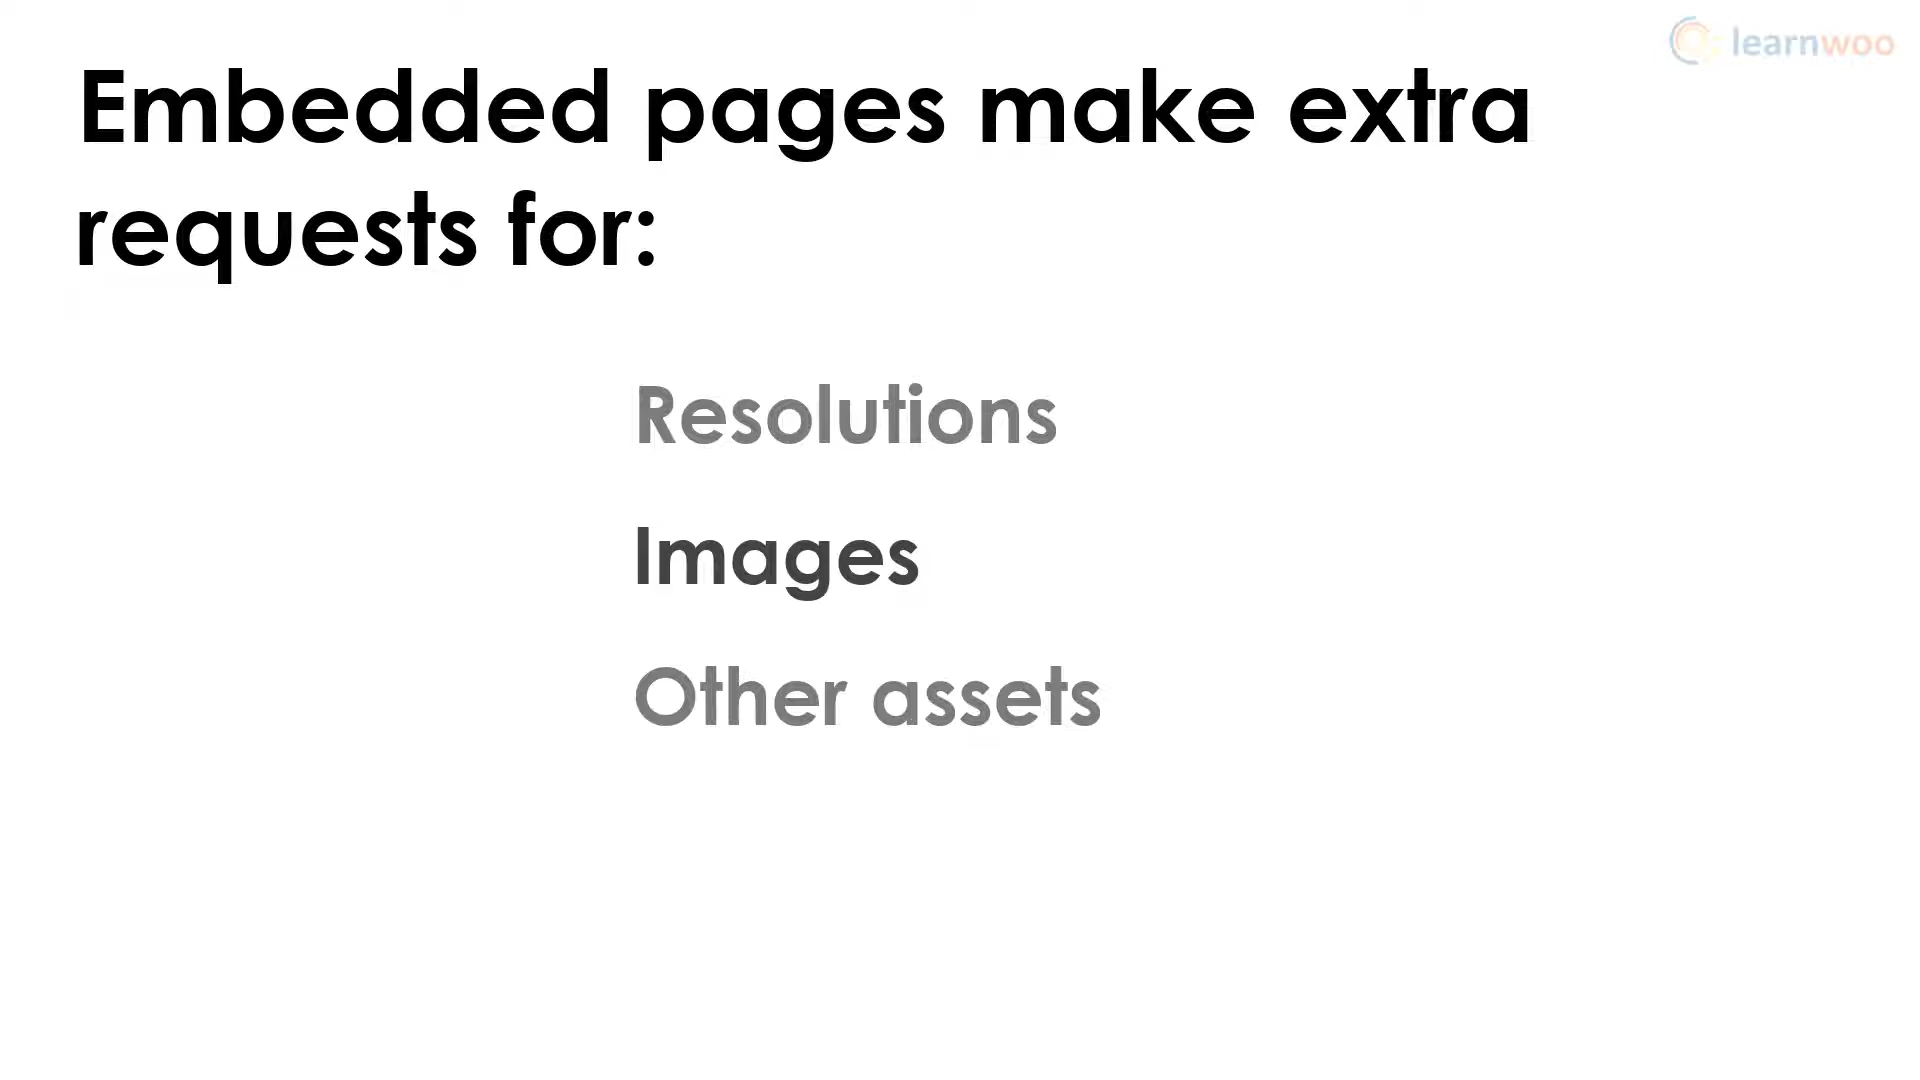 learnwoo
Embedded pages make extra
requests for:
Resolutions
Images
Other assets